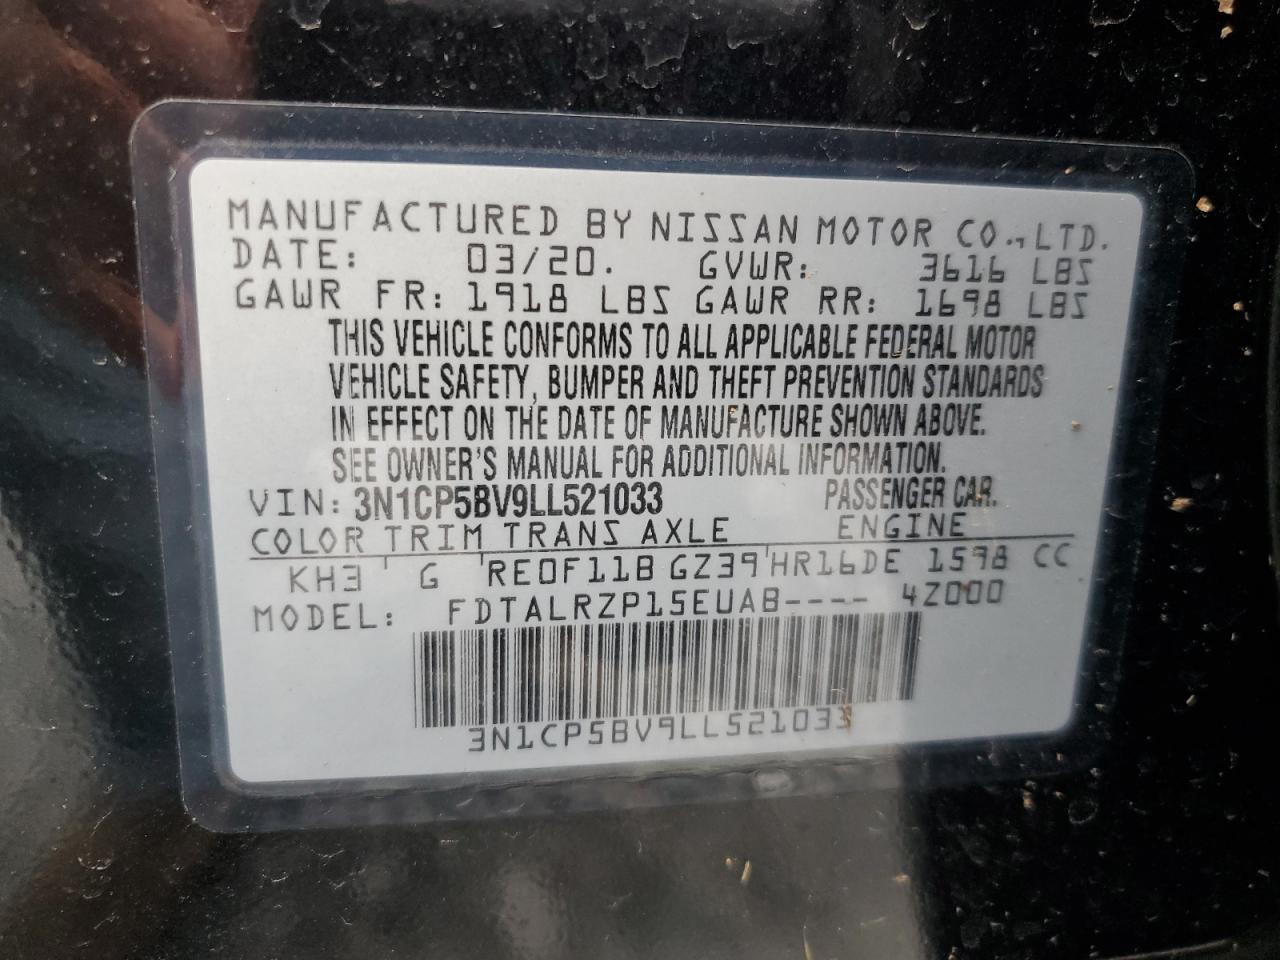 MANUFACTURED BY NISSAN MOTOR CO., LTD.
DATE: 03/20. GVWR: 3616 LBS
GAWR FR: 1918 LBS GAWR RR: 1698 LBS
THIS VEHICLE CONFORMS TO ALL APPLICABLE FEDERAL MOTOR
VEHICLE SAFETY, BUMPER AND THEFT PREVENTION STANDARDS
IN EFFECT ON THE DATE OF MANUFACTURE SHOWN ABOVE.
SEE OWNER'S MANUAL FOR ADDITIONAL INFORMATION.
VIN: 3N1CP5BV9LL521033 PASSENGER CAR.
COLOR TRIM TRANS AXLE ENGINE
KH3 ' G ' RE0F11B GZ39 ' HR16DE 1598 CC
MODEL: FDTALRZP15EUAB---- 4Z000
3N1CP5BV9LL521033